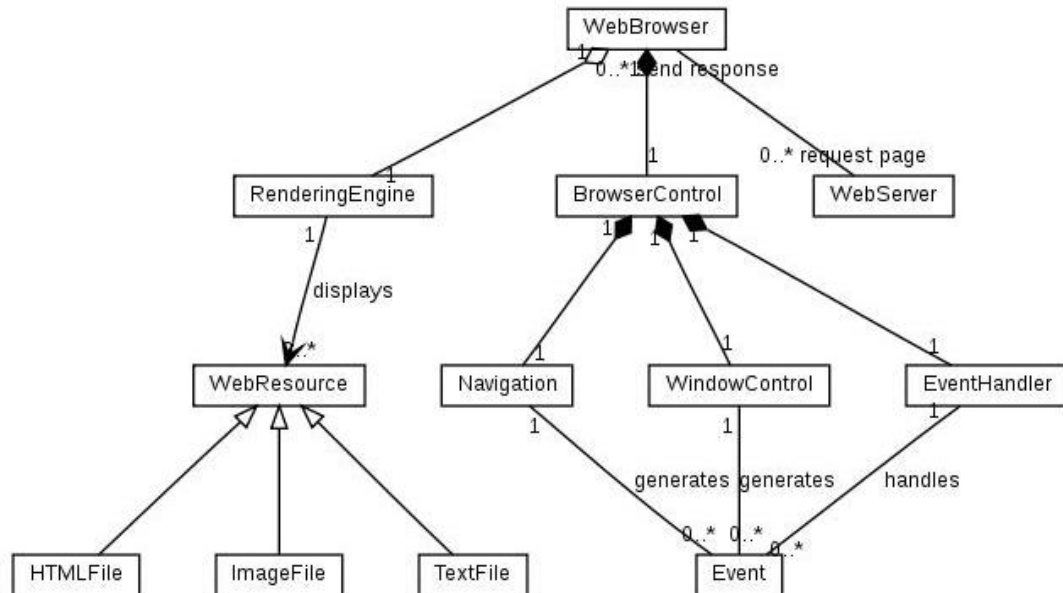 WebBrowser
1
0..*
1
send response
1
1
0..* request page
RenderingEngine
BrowserControl
WebServer
1
1
1
1
displays
0..*
1
1
1
WebResource
Navigation
WindowControl
EventHandler
1
1
1
generates
generates
handles
0..*
0..*
0..*
HTMLFile
ImageFile
TextFile
Event